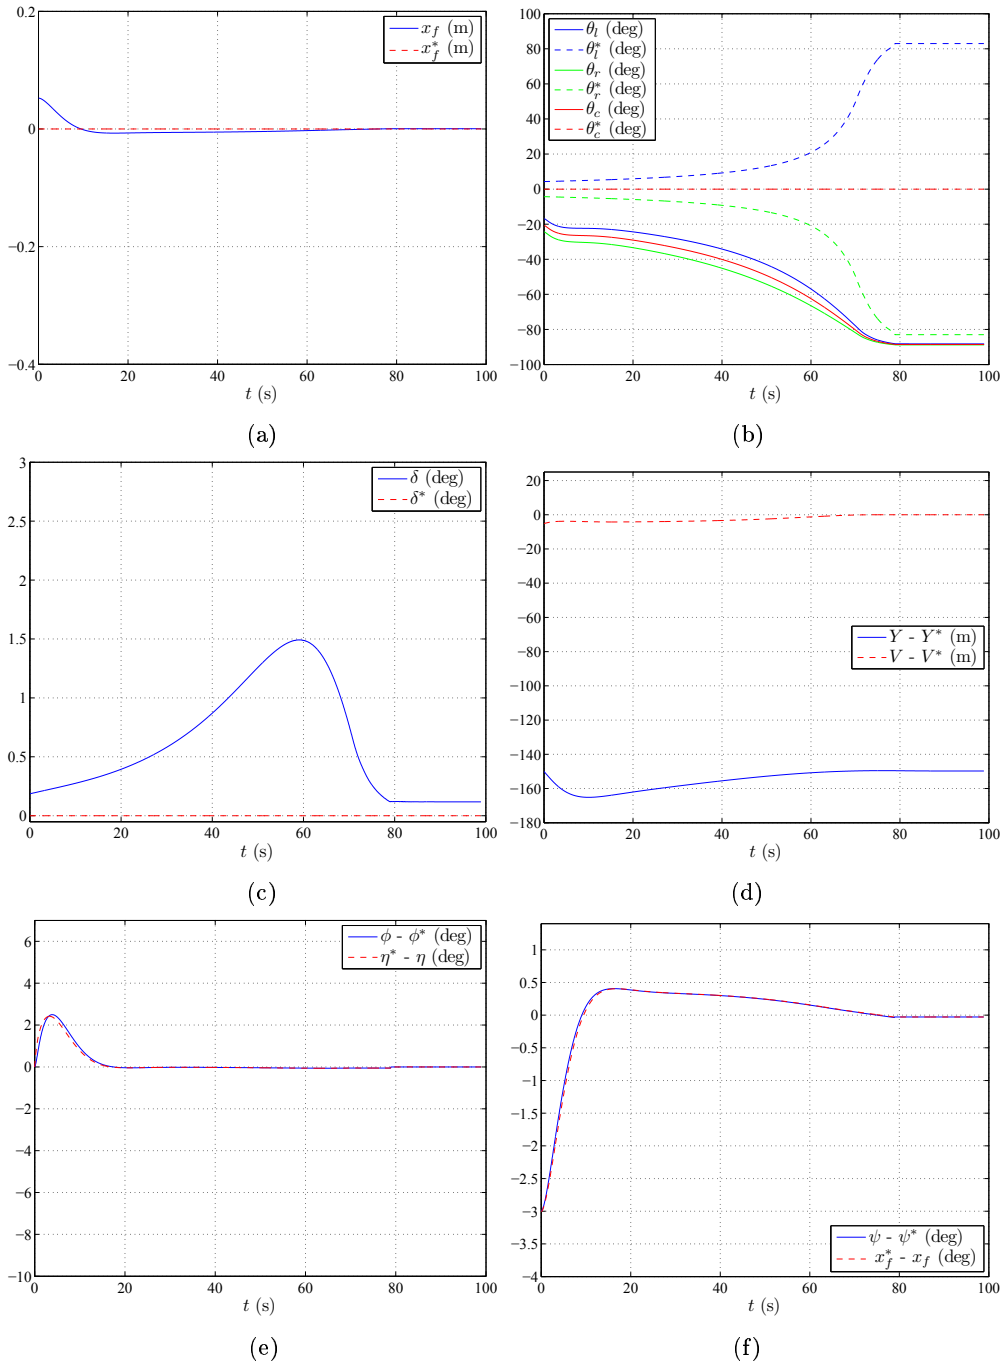 0.2
0
−0.2
−0.4
x_f (m)
x_f^* (m)
0 20 40 60 80 100
t (s)
(a)
100
80
60
40
20
0
−20
−40
−60
−80
−100
θ_l (deg)
θ_l^* (deg)
θ_r (deg)
θ_r^* (deg)
θ_c (deg)
θ_c^* (deg)
0 20 40 60 80 100
t (s)
(b)
3
2.5
2
1.5
1
0.5
0
δ (deg)
δ* (deg)
0 20 40 60 80 100
t (s)
(c)
20
0
−20
−40
−60
−80
−100
−120
−140
−160
−180
Y - Y* (m)
V - V* (m)
0 20 40 60 80 100
t (s)
(d)
6
4
2
0
−2
−4
−6
−8
−10
ϕ - ϕ* (deg)
η* - η (deg)
0 20 40 60 80 100
t (s)
(e)
1
0.5
0
−0.5
−1
−1.5
−2
−2.5
−3
−3.5
−4
ψ - ψ* (deg)
x_f^* - x_f (deg)
0 20 40 60 80 100
t (s)
(f)